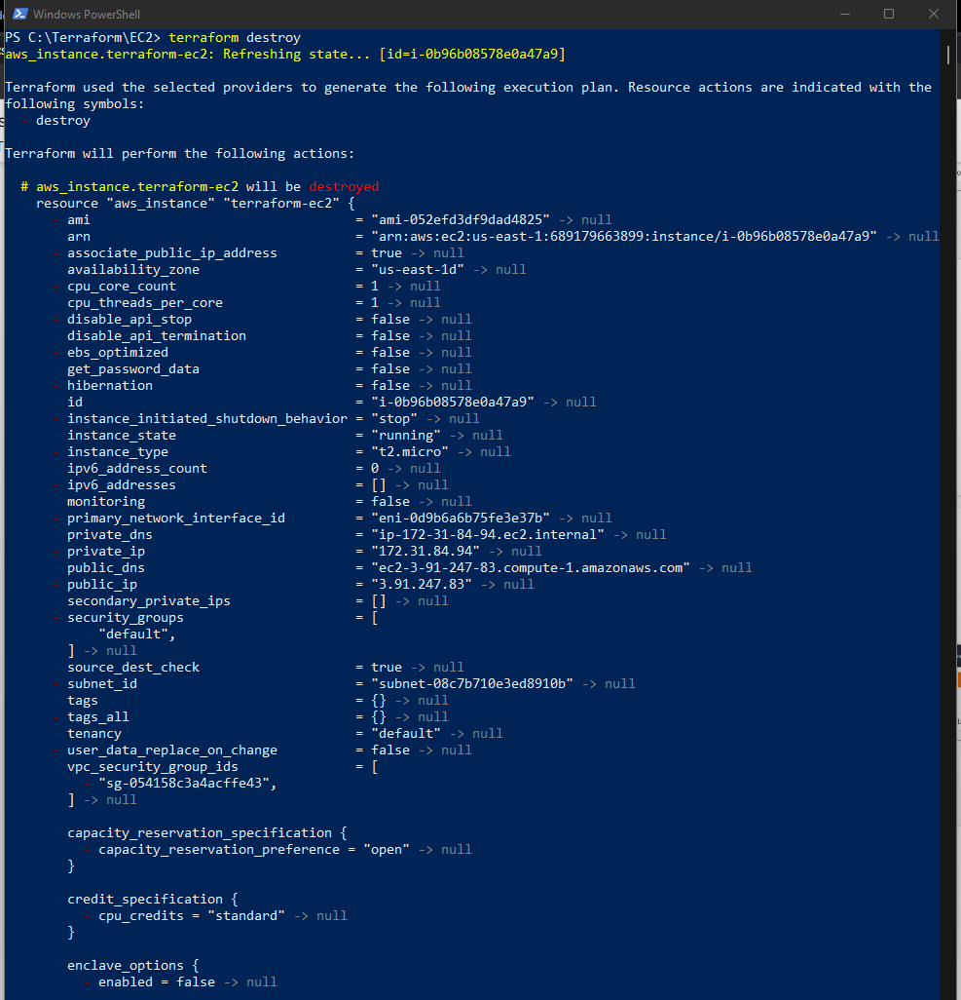 Windows PowerShell
PS C:\Terraform\EC2> terraform destroy
aws_instance.terraform-ec2: Refreshing state... [id=i-0b96b08578e0a47a9]
Terraform used the selected providers to generate the following execution plan. Resource actions are indicated with the
following symbols:
- destroy
Terraform will perform the following actions:
# aws_instance.terraform-ec2 will be destroyed
- resource "aws_instance" "terraform-ec2" {
- ami = "ami-052efd3df9dad4825" -> null
- arn = "arn:aws:ec2:us-east-1:689179663899:instance/i-0b96b08578e0a47a9" -> null
- associate_public_ip_address = true -> null
- availability_zone = "us-east-1d" -> null
- cpu_core_count = 1 -> null
- cpu_threads_per_core = 1 -> null
- disable_api_stop = false -> null
- disable_api_termination = false -> null
- ebs_optimized = false -> null
- get_password_data = false -> null
- hibernation = false -> null
- id = "i-0b96b08578e0a47a9" -> null
- instance_initiated_shutdown_behavior = "stop" -> null
- instance_state = "running" -> null
- instance_type = "t2.micro" -> null
- ipv6_address_count = 0 -> null
- ipv6_addresses = [] -> null
- monitoring = false -> null
- primary_network_interface_id = "eni-0d9b6a6b75fe3e37b" -> null
- private_dns = "ip-172-31-84-94.ec2.internal" -> null
- private_ip = "172.31.84.94" -> null
- public_dns = "ec2-3-91-247-83.compute-1.amazonaws.com" -> null
- public_ip = "3.91.247.83" -> null
- secondary_private_ips = [] -> null
- security_groups = [
- "default",
] -> null
- source_dest_check = true -> null
- subnet_id = "subnet-08c7b710e3ed8910b" -> null
- tags = {} -> null
- tags_all = {} -> null
- tenancy = "default" -> null
- user_data_replace_on_change = false -> null
- vpc_security_group_ids = [
- "sg-054158c3a4acffe43",
] -> null
- capacity_reservation_specification {
- capacity_reservation_preference = "open" -> null
}
- credit_specification {
- cpu_credits = "standard" -> null
}
- enclave_options {
- enabled = false -> null